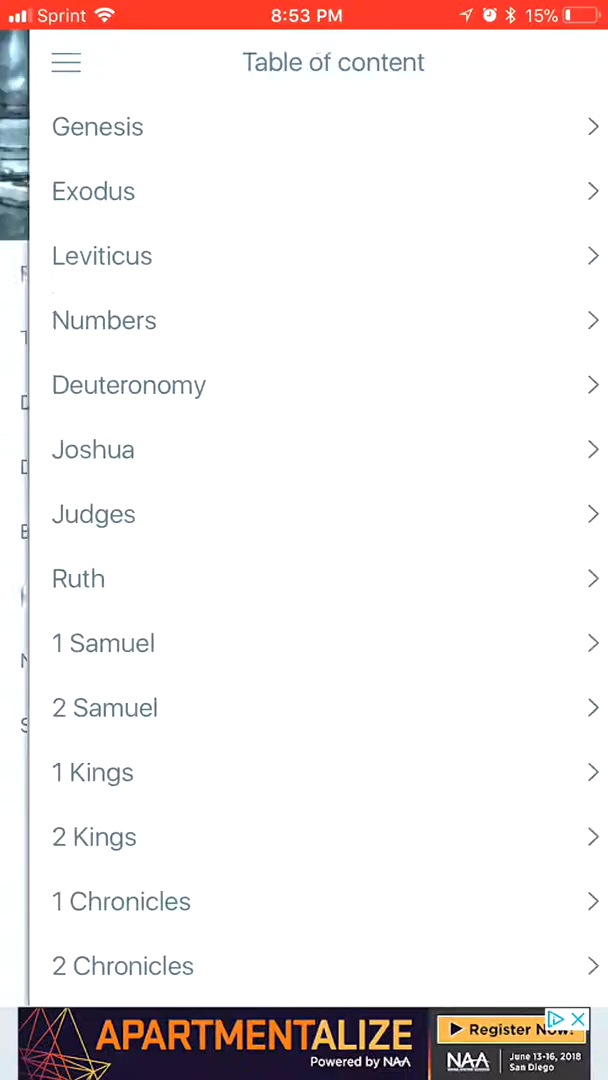 Sprint 8:53 PM 15%
Table of content
Genesis
Exodus
Leviticus
Numbers
Deuteronomy
Joshua
Judges
Ruth
1 Samuel
2 Samuel
1 Kings
2 Kings
1 Chronicles
2 Chronicles
APARTMENTALIZE
Powered by NAA
Register Now!
NAA
June 13-16, 2018
San Diego